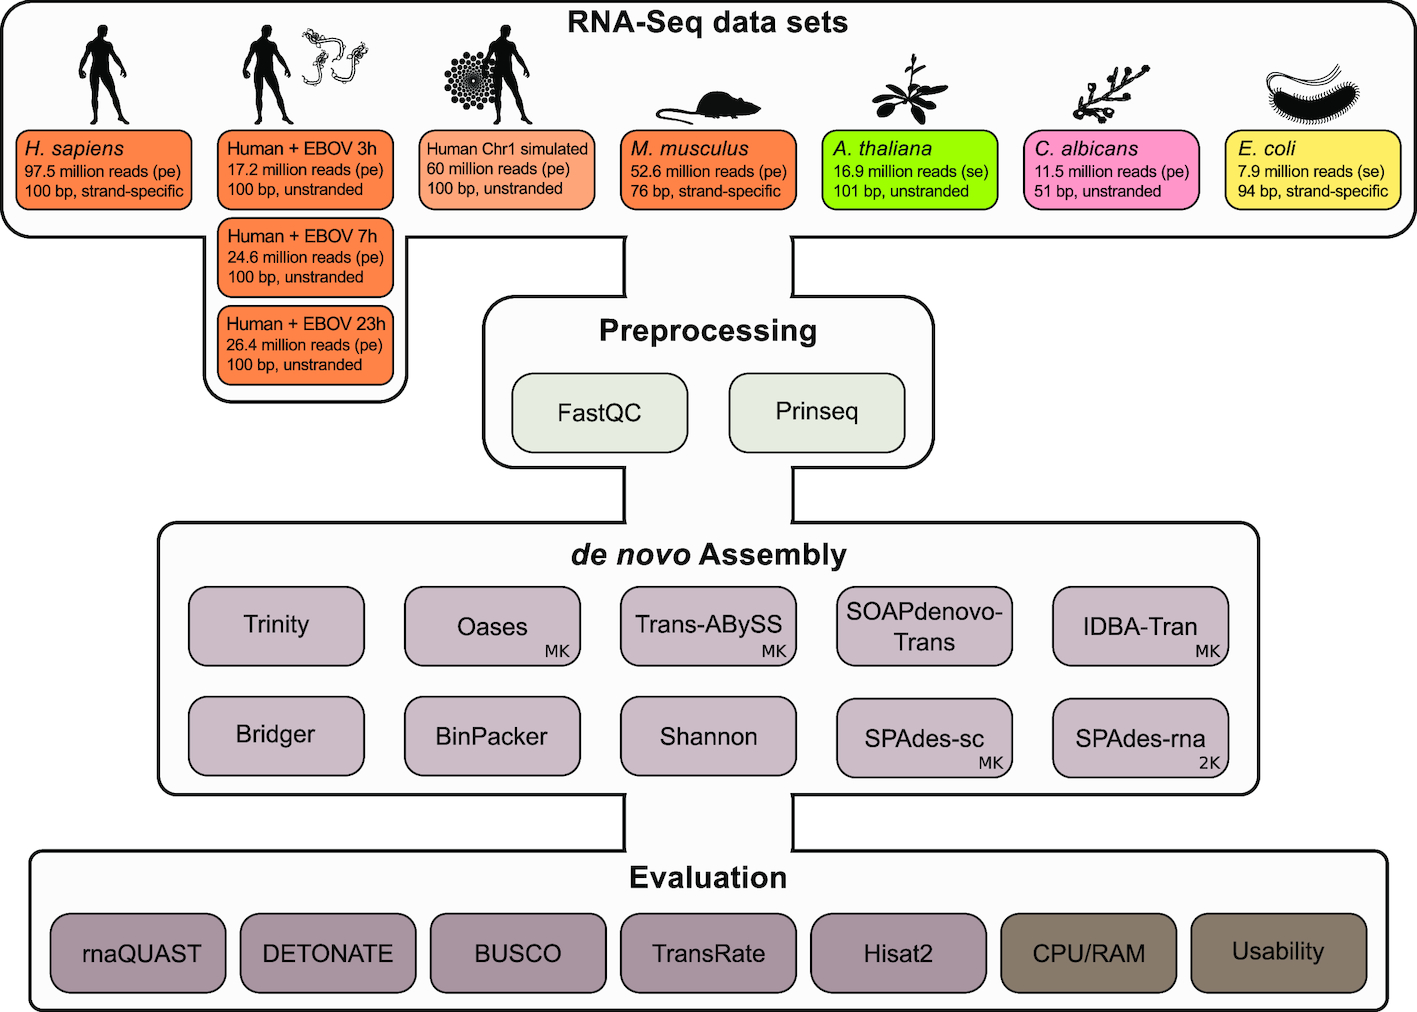 RNA-Seq data sets
H. sapiens
97.5 million reads (pe)
100 bp, strand-specific
Human + EBOV 3h
17.2 million reads (pe)
100 bp, unstranded
Human Chr1 simulated
60 million reads (pe)
100 bp, unstranded
M. musculus
52.6 million reads (pe)
76 bp, strand-specific
A. thaliana
16.9 million reads (se)
101 bp, unstranded
C. albicans
11.5 million reads (pe)
51 bp, unstranded
E. coli
7.9 million reads (se)
94 bp, strand-specific
Human + EBOV 7h
24.6 million reads (pe)
100 bp, unstranded
Human + EBOV 23h
26.4 million reads (pe)
100 bp, unstranded
Preprocessing
FastQC
Prinseq
de novo Assembly
Trinity
Oases
MK
Trans-ABySS
MK
SOAPdenovo-
Trans
IDBA-Tran
MK
Bridger
BinPacker
Shannon
SPAdes-sc
MK
SPAdes-rna
2K
Evaluation
rnaQUAST
DETONATE
BUSCO
TransRate
Hisat2
CPU/RAM
Usability